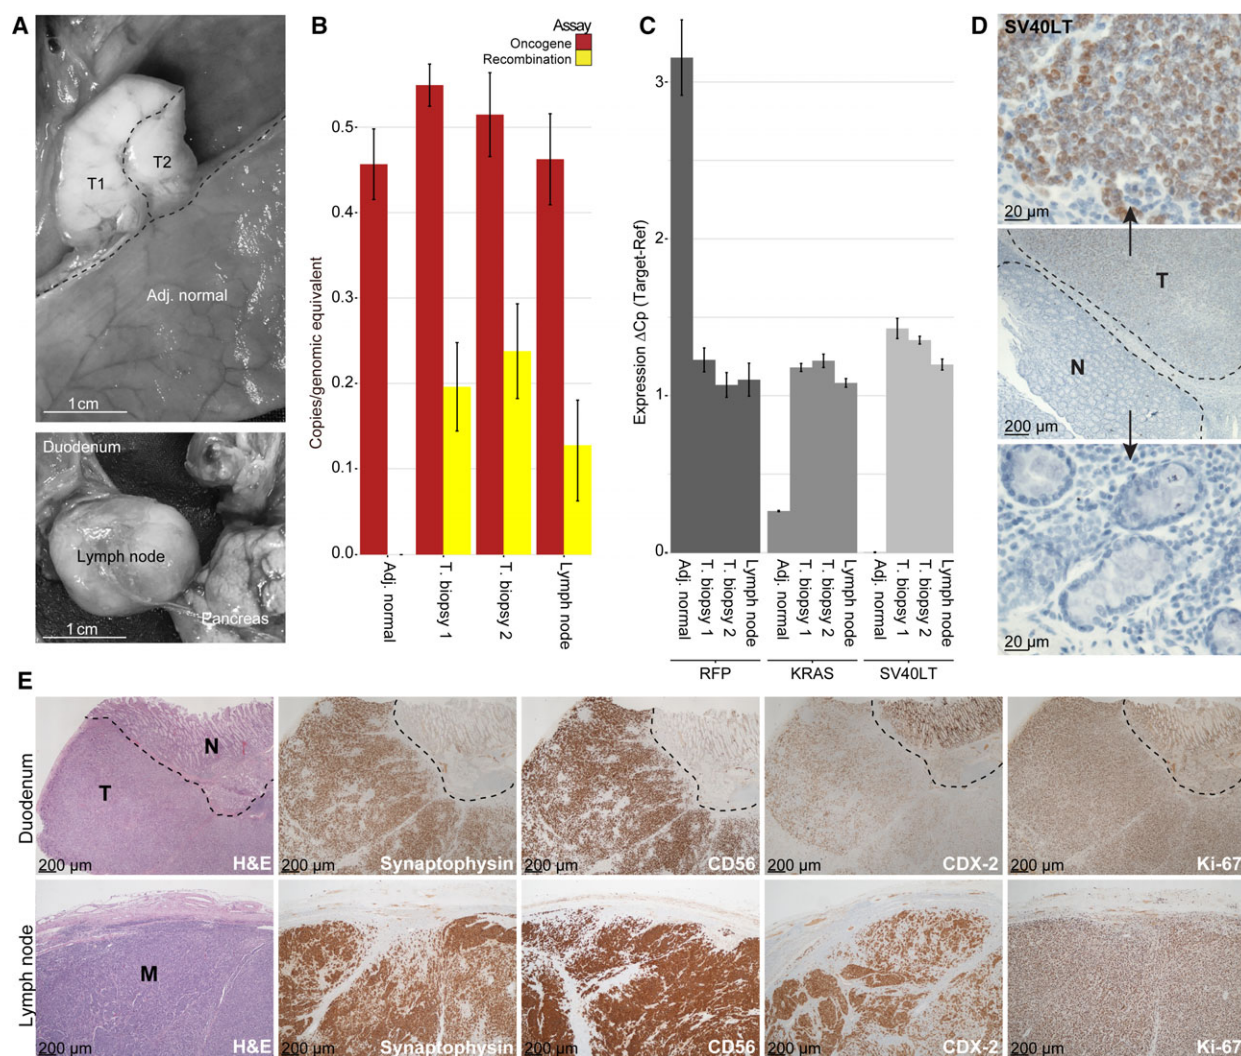 A
T1
T2
Adj. normal
1 cm
Duodenum
Lymph node
Pancreas
1 cm
B
Assay
Oncogene
Recombination
Copies/genomic equivalent
0.5
0.4
0.3
0.2
0.1
0.0
Adj. normal
T. biopsy 1
T. biopsy 2
Lymph node
C
Expression ΔCp (Target-Ref)
3
2
1
0
Adj. normal
T. biopsy 1
T. biopsy 2
Lymph node
Adj. normal
T. biopsy 1
T. biopsy 2
Lymph node
Adj. normal
T. biopsy 1
T. biopsy 2
Lymph node
RFP
KRAS
SV40LT
D
SV40LT
20 µm
T
N
200 µm
20 µm
E
Duodenum
N
T
200 µm
H&E
200 µm
Synaptophysin
200 µm
CD56
200 µm
CDX-2
200 µm
Ki-67
Lymph node
M
200 µm
H&E
200 µm
Synaptophysin
200 µm
CD56
200 µm
CDX-2
200 µm
Ki-67